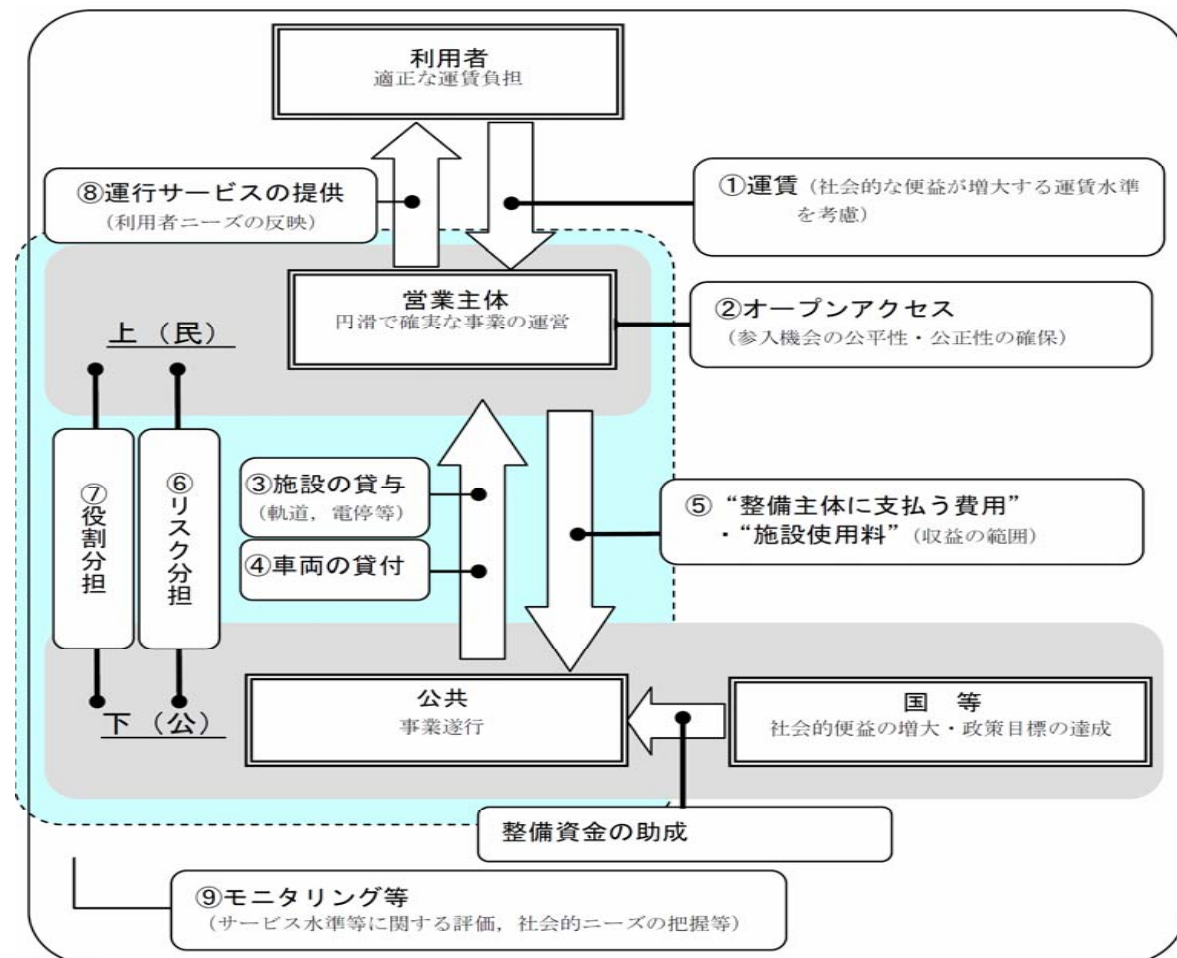 利用者
適正な運賃負担
⑧運行サービスの提供
(利用者ニーズの反映)
①運賃(社会的な便益が増大する運賃水準
を考慮)
営業主体
円滑で確実な事業の運営
②オープンアクセス
(参入機会の公平性・公正性の確保)
上(民)
⑦役割分担
⑥リスク分担
③施設の貸与
(軌道,電停等)
④車両の貸付
⑤“整備主体に支払う費用”
・“施設使用料”(収益の範囲)
下(公)
公共
事業遂行
国 等
社会的便益の増大・政策目標の達成
整備資金の助成
⑨モニタリング等
(サービス水準等に関する評価,社会的ニーズの把握等)